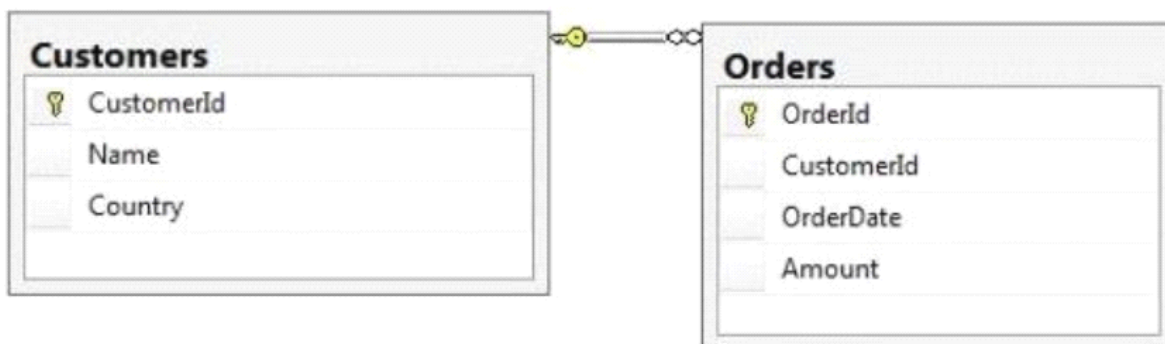 Customers
CustomerId
Name
Country
Orders
OrderId
CustomerId
OrderDate
Amount